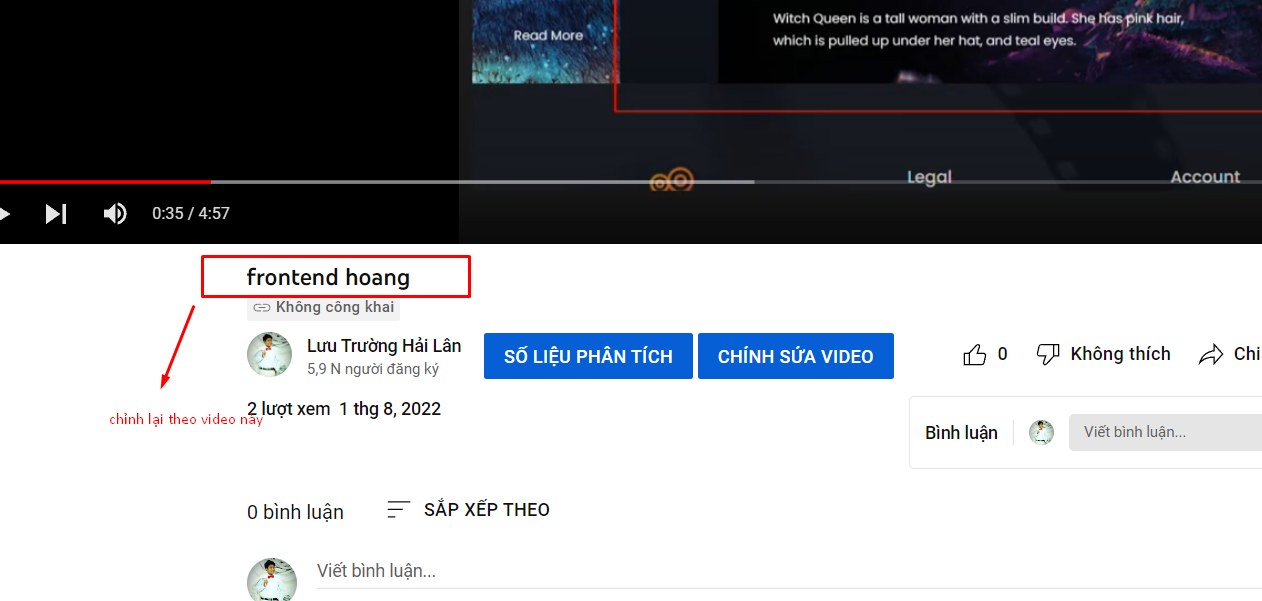 Witch Queen is a tall woman with a slim build. She has pink hair,
which is pulled up under her hat, and teal eyes.
Read More
Legal
Account
0:35 / 4:57
frontend hoang
Không công khai
Lưu Trường Hải Lân
5,9 N người đăng ký
SỐ LIỆU PHÂN TÍCH
CHỈNH SỬA VIDEO
0
Không thích
Chi
chỉnh lại theo video này
2 lượt xem 1 thg 8, 2022
Bình luận
Viết bình luận...
0 bình luận
SẮP XẾP THEO
Viết bình luận...